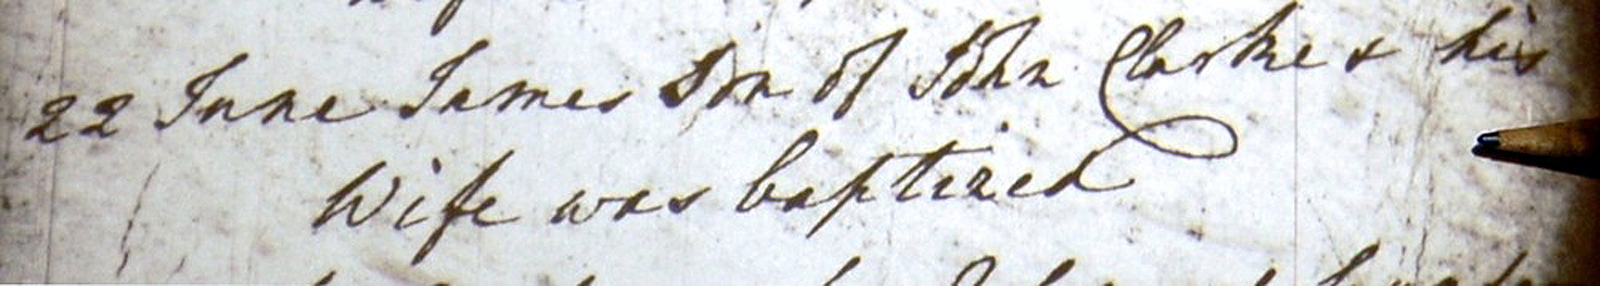 22 June James Son of John Clarke & his
Wife was baptized